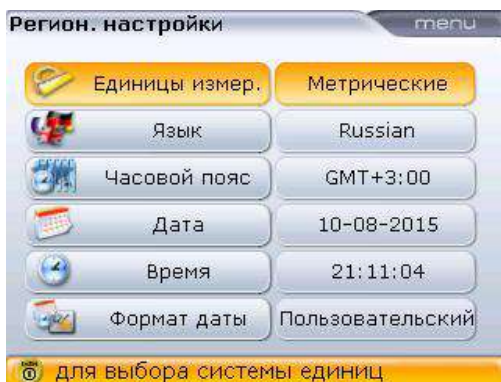 Регион. настройки menu
Единицы измер. Метрические
Язык Russian
Часовой пояс GMT+3:00
Дата 10-08-2015
Время 21:11:04
Формат даты Пользовательский
для выбора системы единиц